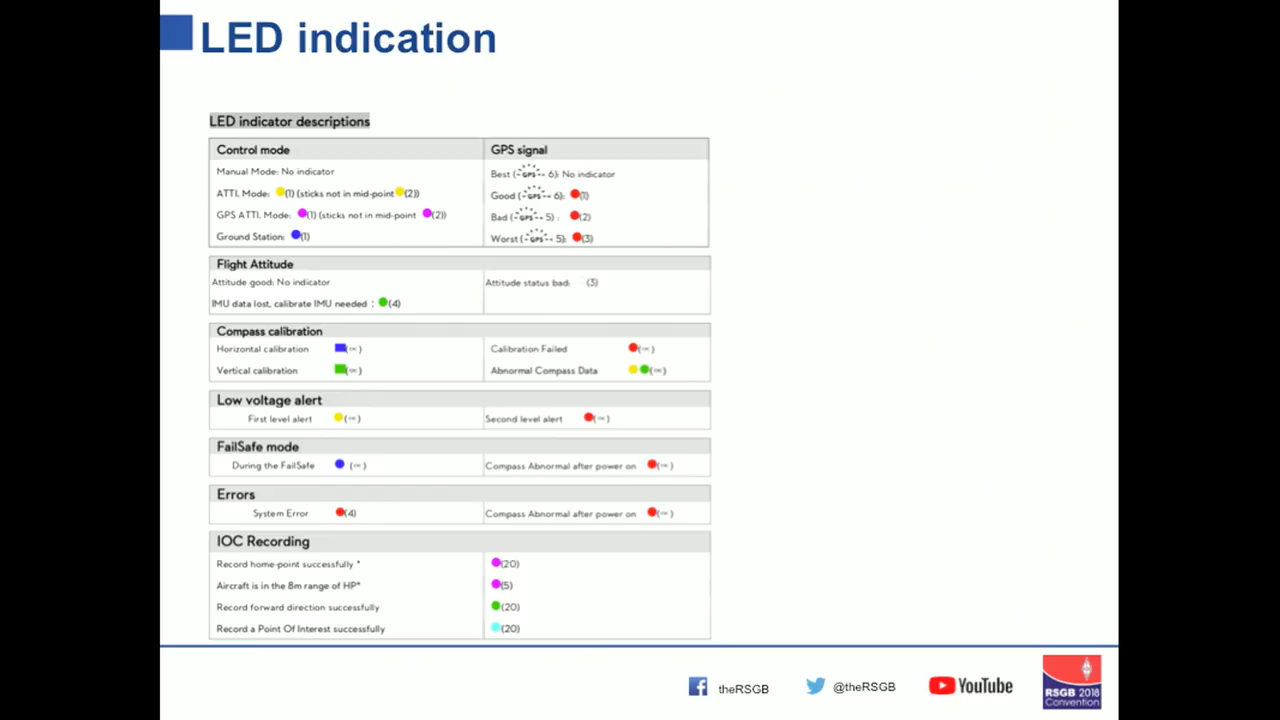 LED indication
LED indicator descriptions
Control mode
GPS signal
Manual Mode: No indicator
Best ( GPS 6): No indicator
ATTI. Mode: (1) (sticks not in mid-point (2))
Good ( GPS 6): (1)
GPS ATTI. Mode: (1) (sticks not in mid-point (2))
Bad ( GPS 5) : (2)
Ground Station: (1)
Worst ( GPS < 5): (3)
Flight Attitude
Attitude good: No indicator
Attitude status bad: (3)
IMU data lost, calibrate IMU needed : (4)
Compass calibration
Horizontal calibration
Calibration Failed
Vertical calibration
Abnormal Compass Data
Low voltage alert
First level alert
Second level alert
FailSafe mode
During the FailSafe
Compass Abnormal after power on
Errors
System Error (4)
Compass Abnormal after power on
IOC Recording
Record home-point successfully * (20)
Aircraft is in the 8m range of HP* (5)
Record forward direction successfully (20)
Record a Point Of Interest successfully (20)
theRSGB
@theRSGB
YouTube
RSGB 2018
Convention